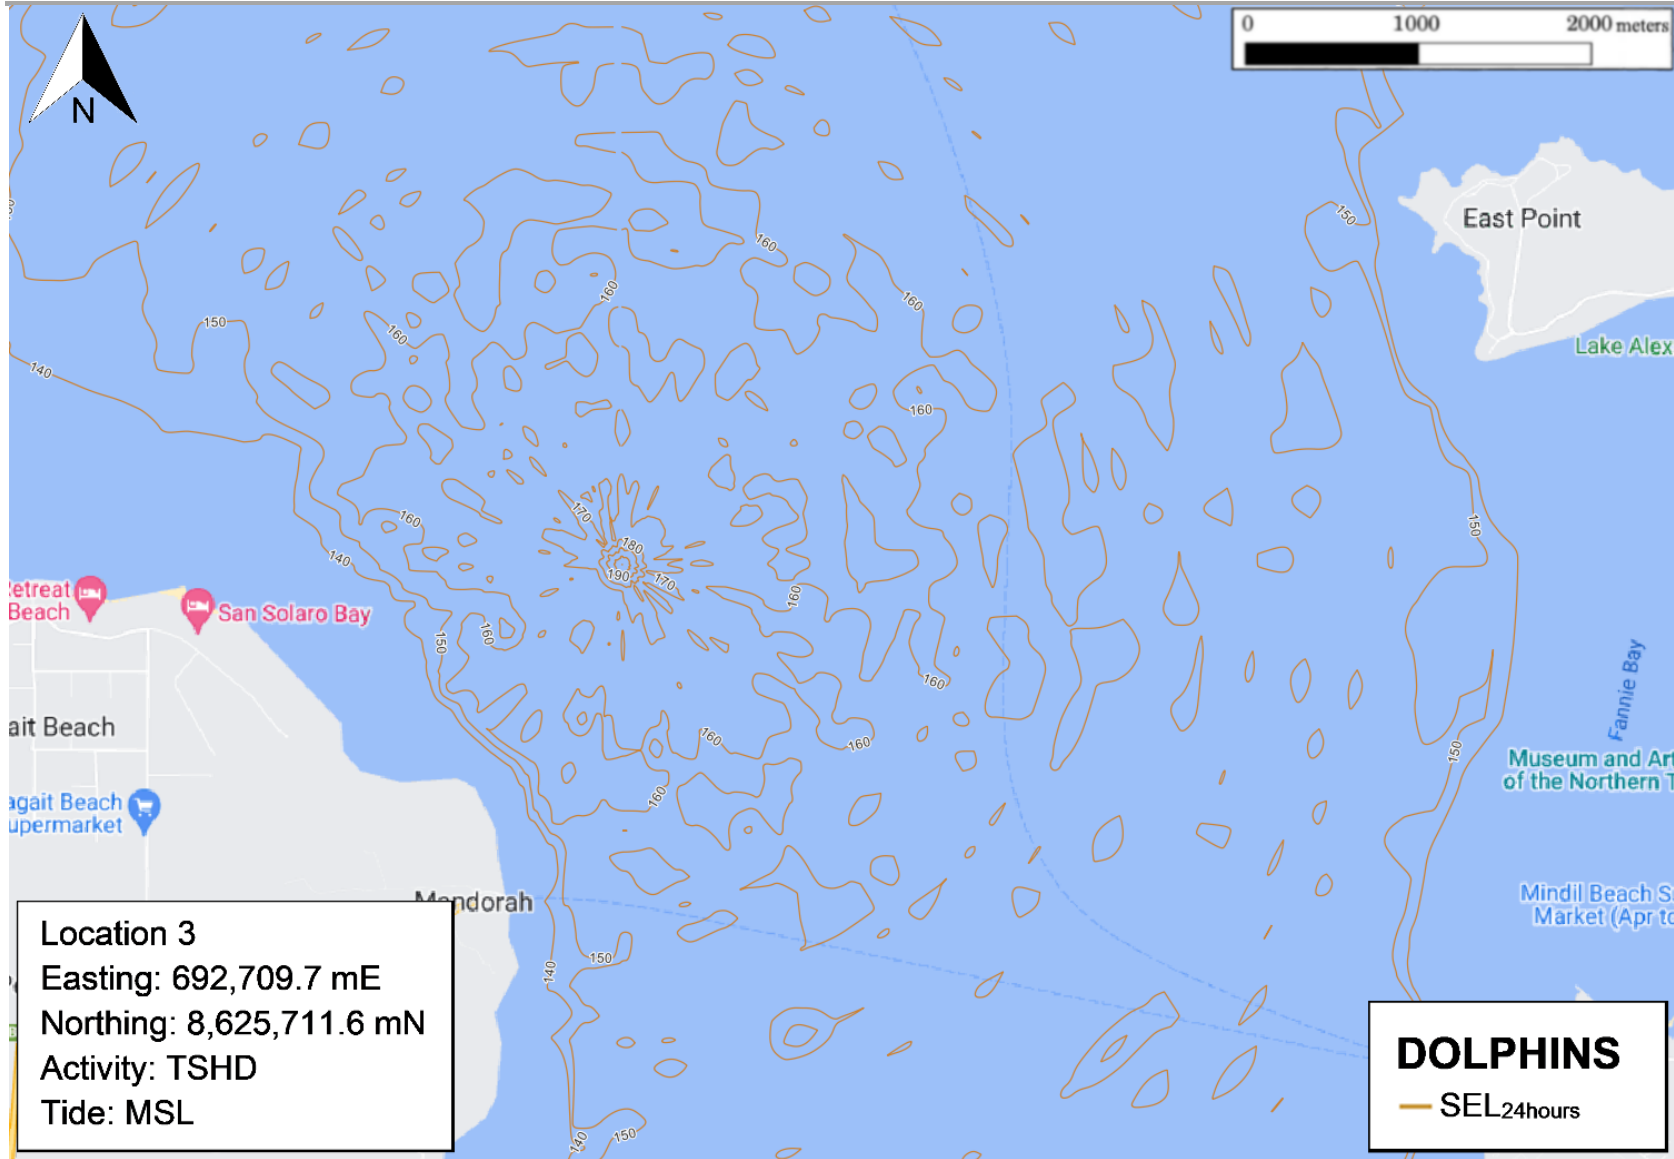 N
0 1000 2000 meters
East Point
Lake Alex
150
160
160
160
150
160
140
160
150
160
170
180
140
190
170
etreat
Beach
San Solaro Bay
160
150
160
160
Fannie Bay
ait Beach
160
160
150
Museum and Art
of the Northern T
agait Beach
upermarket
160
Mandorah
Mindil Beach S
Market (Apr to
150
140
Location 3
Easting: 692,709.7 mE
Northing: 8,625,711.6 mN
Activity: TSHD
Tide: MSL
150
140
DOLPHINS
SEL24hours